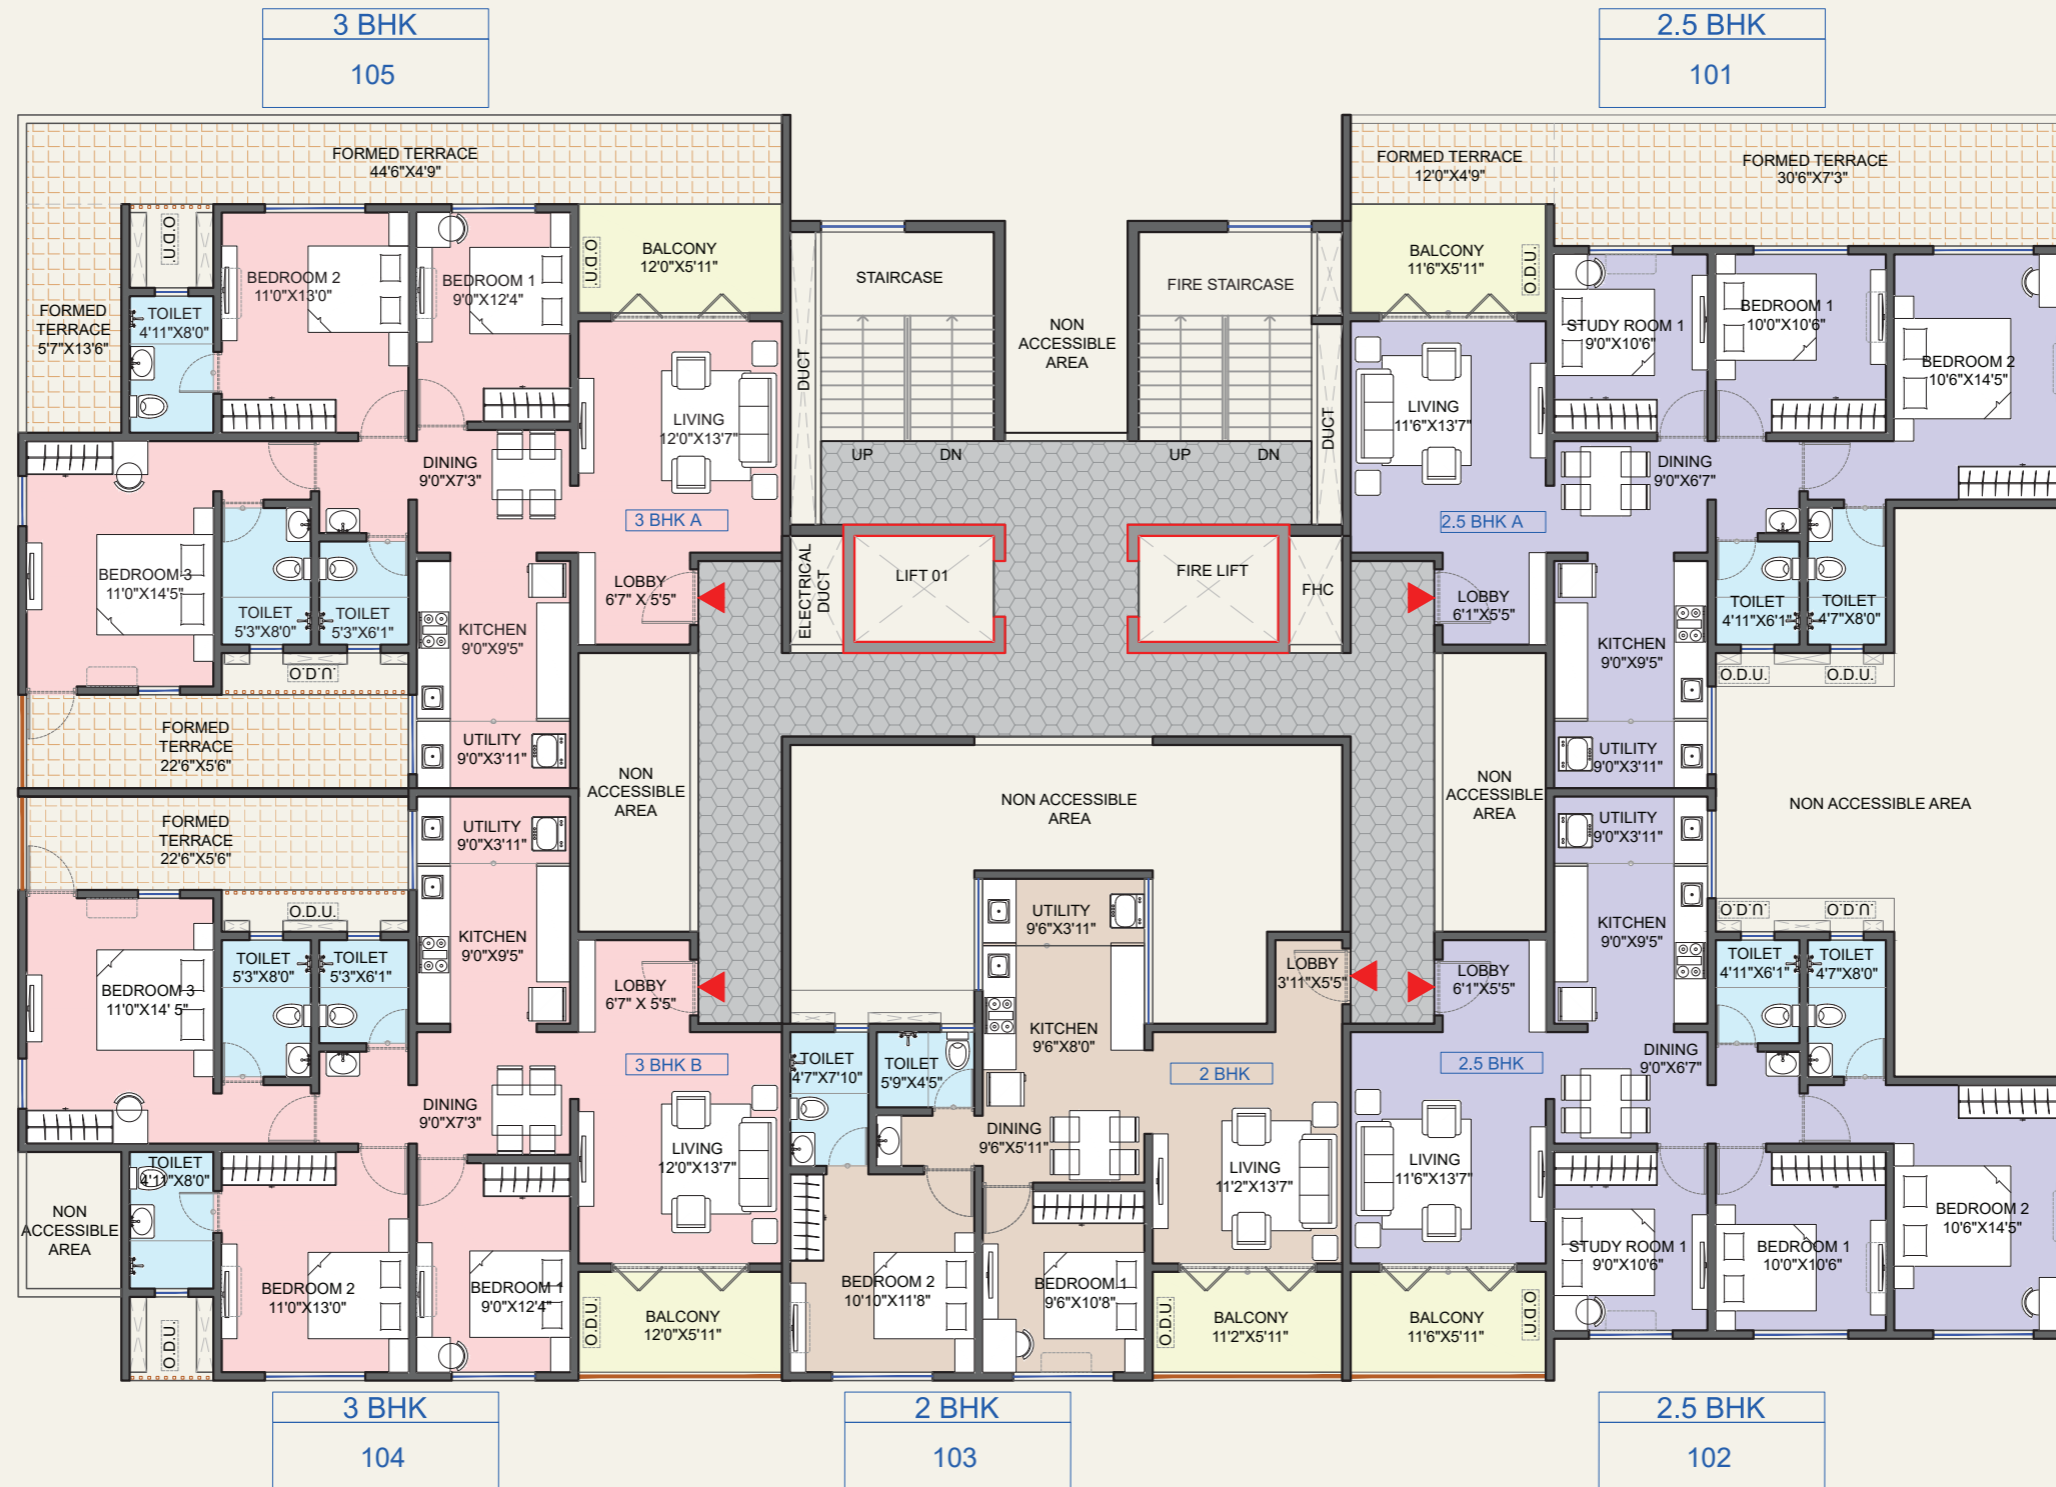 3 BHK
105
2.5 BHK
101
FORMED TERRACE
44'6"X4'9"
FORMED TERRACE
12'0"X4'9"
FORMED TERRACE
30'6"X7'3"
O.D.U.
BEDROOM 2
11'0"X13'0"
BEDROOM 1
9'0"X12'4"
O.D.U.
BALCONY
12'0"X5'11"
STAIRCASE
FIRE STAIRCASE
BALCONY
11'6"X5'11"
O.D.U.
FORMED
TERRACE
5'7"X13'6"
TOILET
4'11"X8'0"
NON
ACCESSIBLE
AREA
STUDY ROOM 1
9'0"X10'6"
BEDROOM 1
10'0"X10'6"
BEDROOM 2
10'6"X14'5"
DUCT
DUCT
LIVING
12'0"X13'7"
LIVING
11'6"X13'7"
UP
DN
UP
DN
DINING
9'0"X7'3"
DINING
9'0"X6'7"
3 BHK A
2.5 BHK A
BEDROOM 3
11'0"X14'5"
TOILET
5'3"X8'0"
TOILET
5'3"X6'1"
LOBBY
6'7" X 5'5"
ELECTRICAL
DUCT
LIFT 01
FIRE LIFT
FHC
LOBBY
6'1"X5'5"
TOILET
4'11"X6'1"
TOILET
4'7"X8'0"
KITCHEN
9'0"X9'5"
KITCHEN
9'0"X9'5"
O.D.U.
O.D.U.
O.D.U.
FORMED
TERRACE
22'6"X5'6"
UTILITY
9'0"X3'11"
UTILITY
9'0"X3'11"
NON
ACCESSIBLE
AREA
NON ACCESSIBLE
AREA
NON
ACCESSIBLE
AREA
NON ACCESSIBLE AREA
FORMED
TERRACE
22'6"X5'6"
UTILITY
9'0"X3'11"
UTILITY
9'0"X3'11"
O.D.U.
UTILITY
9'6"X3'11"
O.D.U.
O.D.U.
KITCHEN
9'0"X9'5"
KITCHEN
9'0"X9'5"
BEDROOM 3
11'0"X14' 5"
TOILET
5'3"X8'0"
TOILET
5'3"X6'1"
LOBBY
6'7" X 5'5"
LOBBY
3'11"X5'5"
LOBBY
6'1"X5'5"
TOILET
4'11"X6'1"
TOILET
4'7"X8'0"
KITCHEN
9'6"X8'0"
3 BHK B
TOILET
4'7"X7'10"
TOILET
5'9"X4'5"
2 BHK
2.5 BHK
DINING
9'0"X6'7"
DINING
9'0"X7'3"
DINING
9'6"X5'11"
LIVING
12'0"X13'7"
LIVING
11'2"X13'7"
LIVING
11'6"X13'7"
TOILET
4'11"X8'0"
NON
ACCESSIBLE
AREA
BEDROOM 2
10'6"X14'5"
STUDY ROOM 1
9'0"X10'6"
BEDROOM 1
10'0"X10'6"
BEDROOM 2
11'0"X13'0"
BEDROOM 1
9'0"X12'4"
BEDROOM 2
10'10"X11'8"
BEDROOM 1
9'6"X10'8"
O.D.U.
O.D.U.
BALCONY
12'0"X5'11"
O.D.U.
BALCONY
11'2"X5'11"
BALCONY
11'6"X5'11"
O.D.U.
3 BHK
104
2 BHK
103
2.5 BHK
102